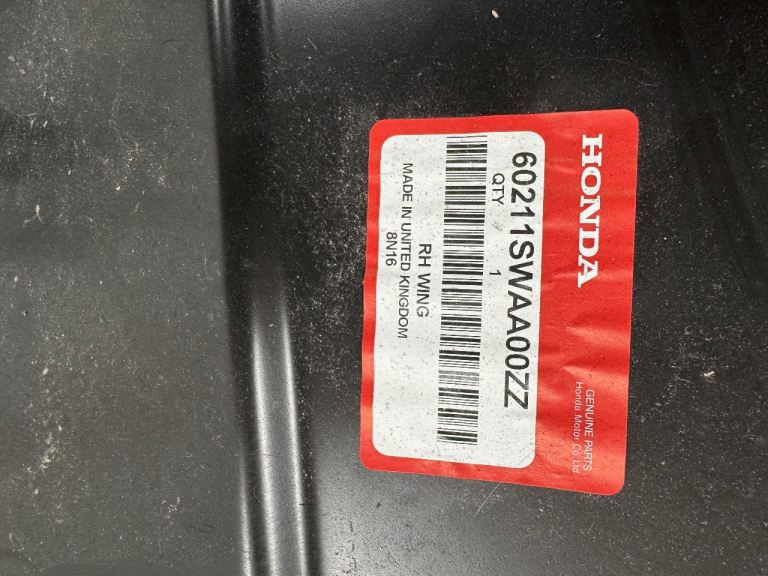 HONDA
GENUINE PARTS
Honda Motor Co Ltd
60211SWAA00ZZ
QTY 1
RH WING
MADE IN UNITED KINGDOM
8N16